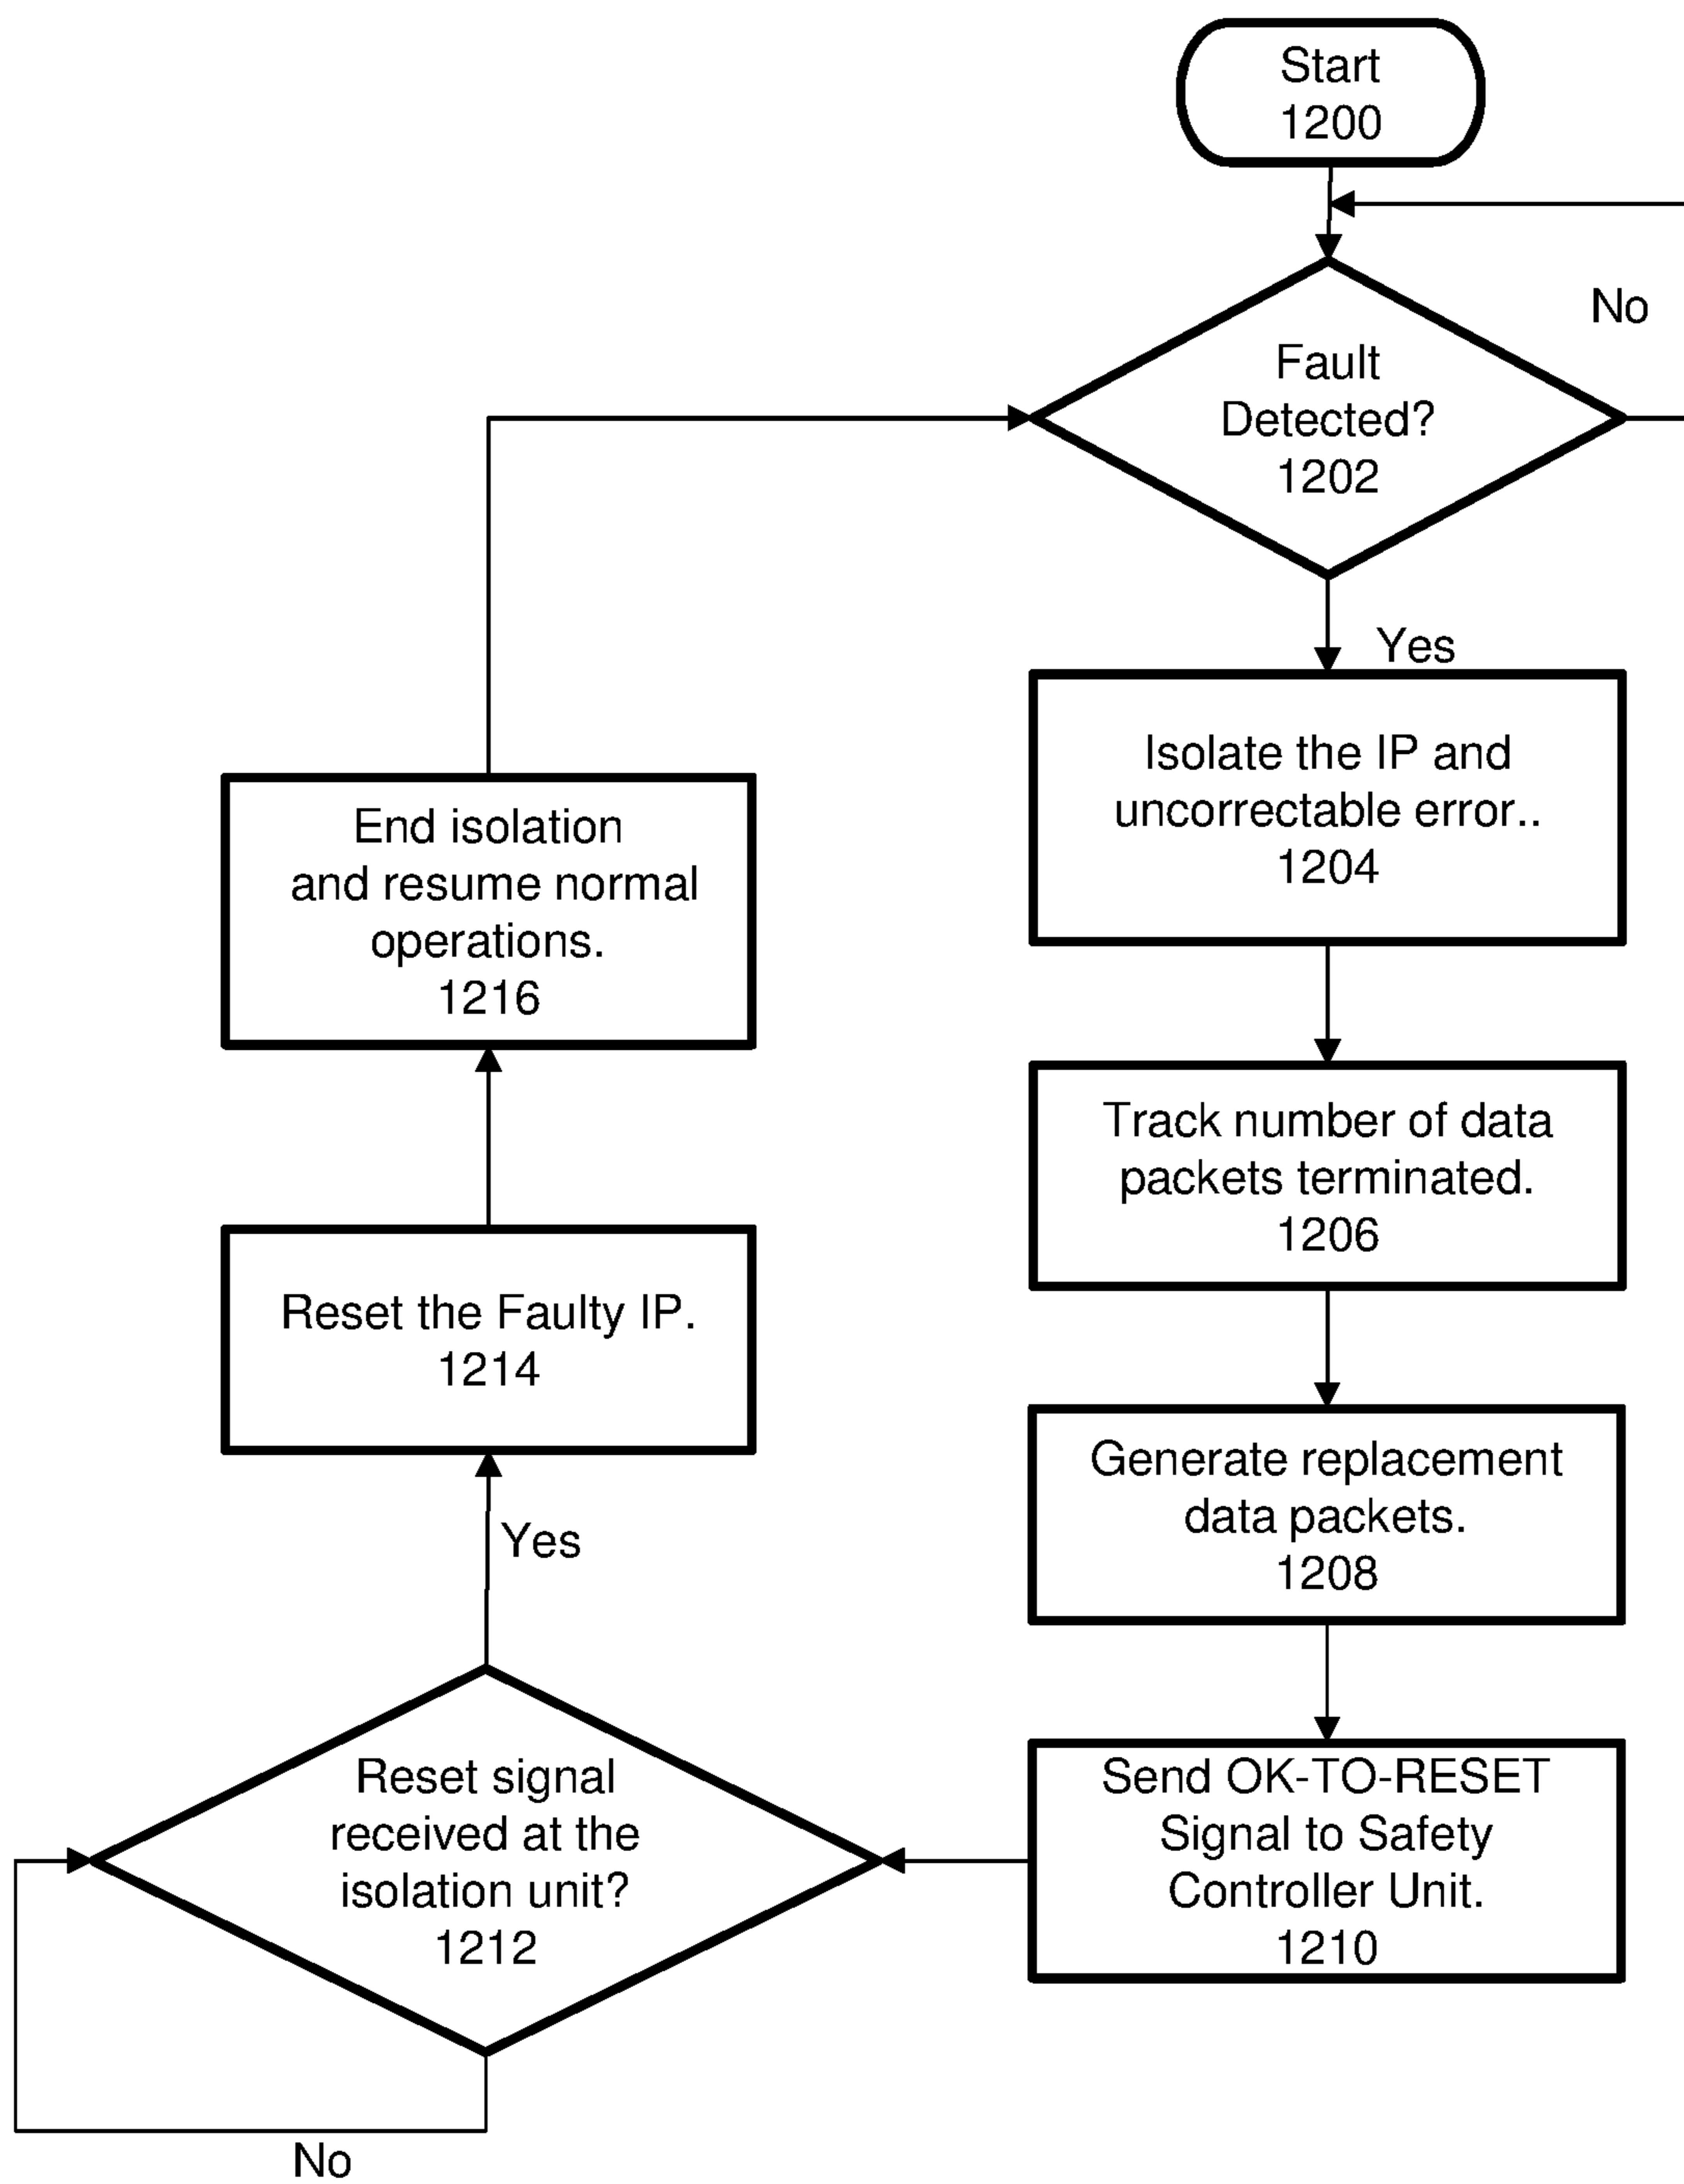 Start
1200
No
Fault
Detected?
1202
Yes
Isolate the IP and
uncorrectable error..
1204
Track number of data
packets terminated.
1206
Generate replacement
data packets.
1208
Send OK-TO-RESET
Signal to Safety
Controller Unit.
1210
Reset signal
received at the
isolation unit?
1212
No
Yes
Reset the Faulty IP.
1214
End isolation
and resume normal
operations.
1216